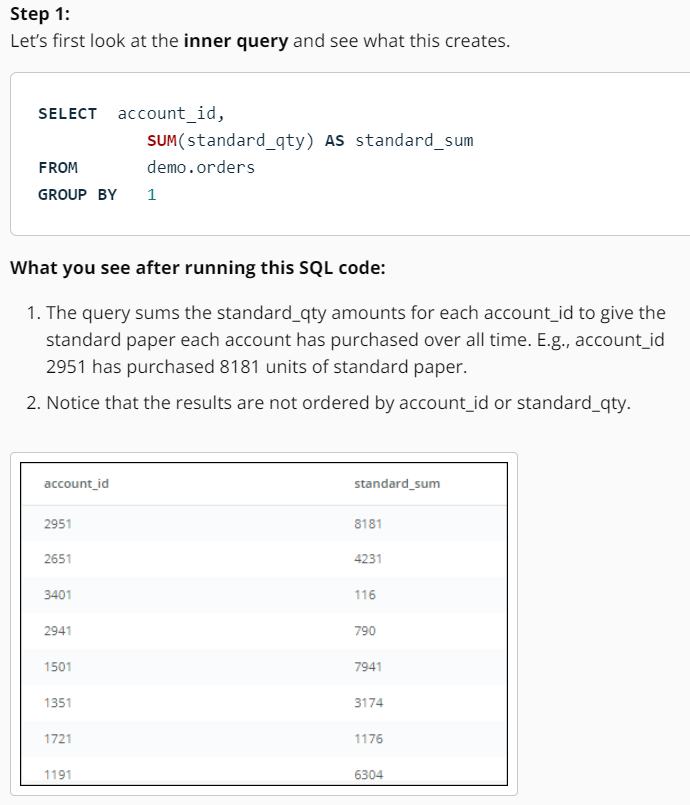 Step 1:
Let's first look at the inner query and see what this creates.
SELECT account_id,
SUM(standard_qty) AS standard_sum
FROM demo.orders
GROUP BY 1
What you see after running this SQL code:
1. The query sums the standard_qty amounts for each account_id to give the
standard paper each account has purchased over all time. E.g., account_id
2951 has purchased 8181 units of standard paper.
2. Notice that the results are not ordered by account_id or standard_qty.
account_id standard_sum
2951 8181
2651 4231
3401 116
2941 790
1501 7941
1351 3174
1721 1176
1191 6304